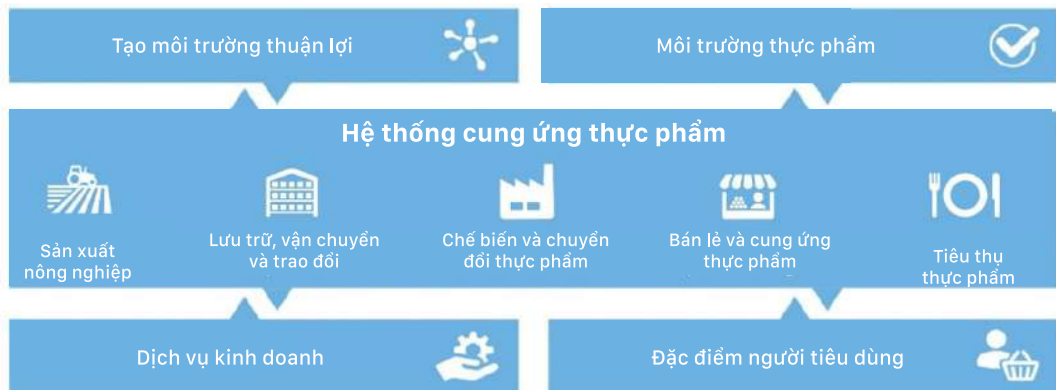 Tạo môi trường thuận lợi
Môi trường thực phẩm
Hệ thống cung ứng thực phẩm
Sản xuất
nông nghiệp
Lưu trữ, vận chuyển
và trao đổi
Chế biến và chuyển
đổi thực phẩm
Bán lẻ và cung ứng
thực phẩm
Tiêu thụ
thực phẩm
Dịch vụ kinh doanh
Đặc điểm người tiêu dùng